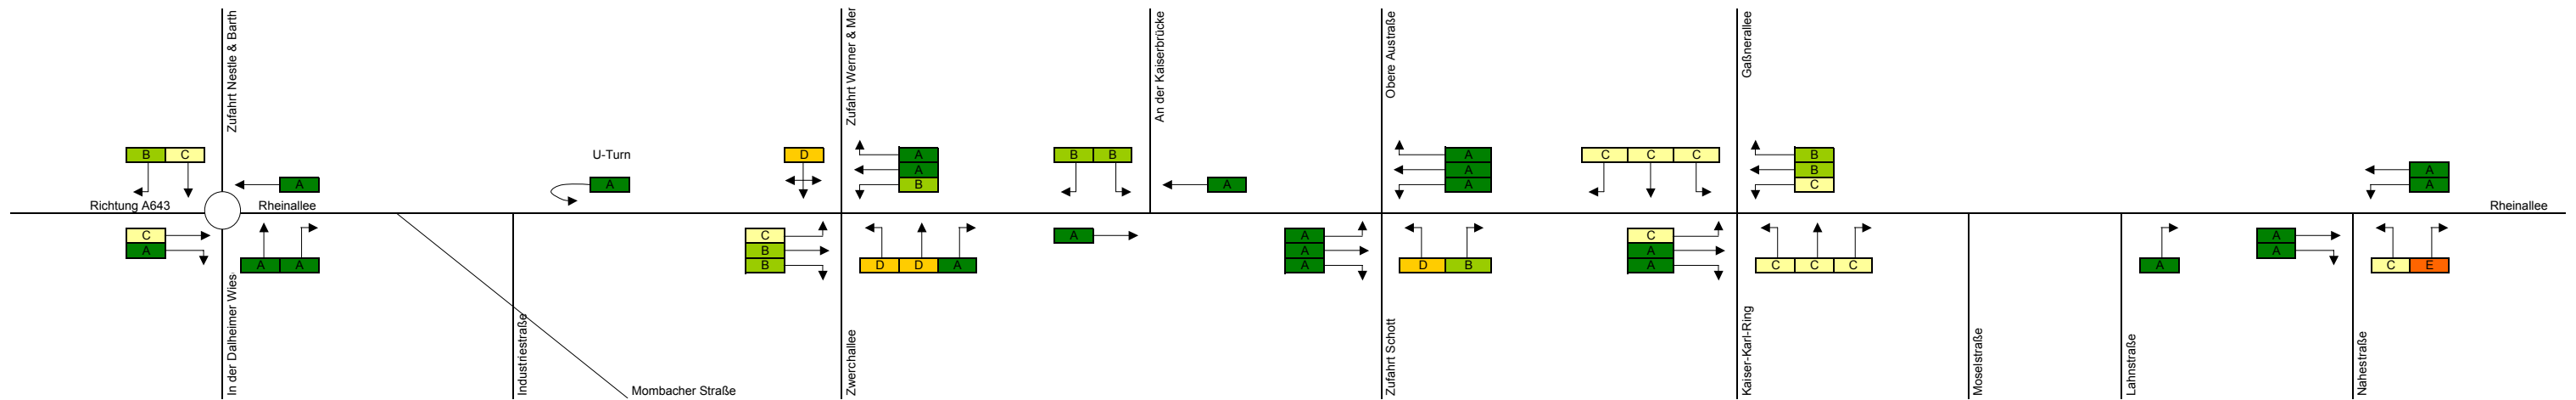 Zufahrt Nestle & Barth
Zufahrt Werner & Mer
An der Kaiserbrücke
Obere Austraße
Gaßnerallee
B C
A
U-Turn
A
D
A
A
B
B B
A
A
A
A
C C C
B
B
C
A
A
Richtung A643
Rheinallee
Rheinallee
C
A
A A
C
B
B
D D A
A
A
A
A
D B
C
A
A
C C C
A
A
A
C E
In der Dalheimer Wies
Industriestraße
Mombacher Straße
Zwerchallee
Zufahrt Schott
Kaiser-Karl-Ring
Moselstraße
Lahnstraße
Nahestraße